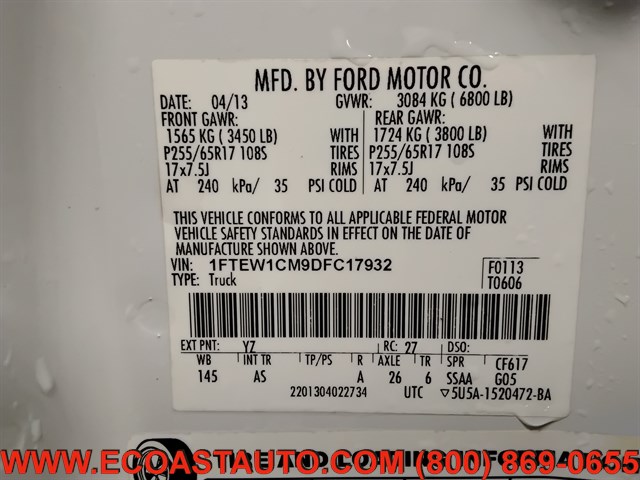 MFD. BY FORD MOTOR CO.
DATE: 04/13 GVWR: 3084 KG ( 6800 LB)
FRONT GAWR: REAR GAWR:
1565 KG ( 3450 LB) WITH 1724 KG ( 3800 LB) WITH
P255/65R17 108S TIRES P255/65R17 108S TIRES
17x7.5J RIMS 17x7.5J RIMS
AT 240 kPa/ 35 PSI COLD AT 240 kPa/ 35 PSI COLD
THIS VEHICLE CONFORMS TO ALL APPLICABLE FEDERAL MOTOR
VEHICLE SAFETY STANDARDS IN EFFECT ON THE DATE OF
MANUFACTURE SHOWN ABOVE.
VIN: 1FTEW1CM9DFC17932 F0113
TYPE: Truck T0606
EXT PNT: YZ RC: 27 DSO:
WB INT TR TP/PS R AXLE TR SPR CF617
145 AS A 26 6 SSAA G05
2201304022734 UTC ▽5U5A-1520472-BA
TIRE AND LOADING INFORMATION
WWW.ECOASTAUTO.COM (800) 869-0655